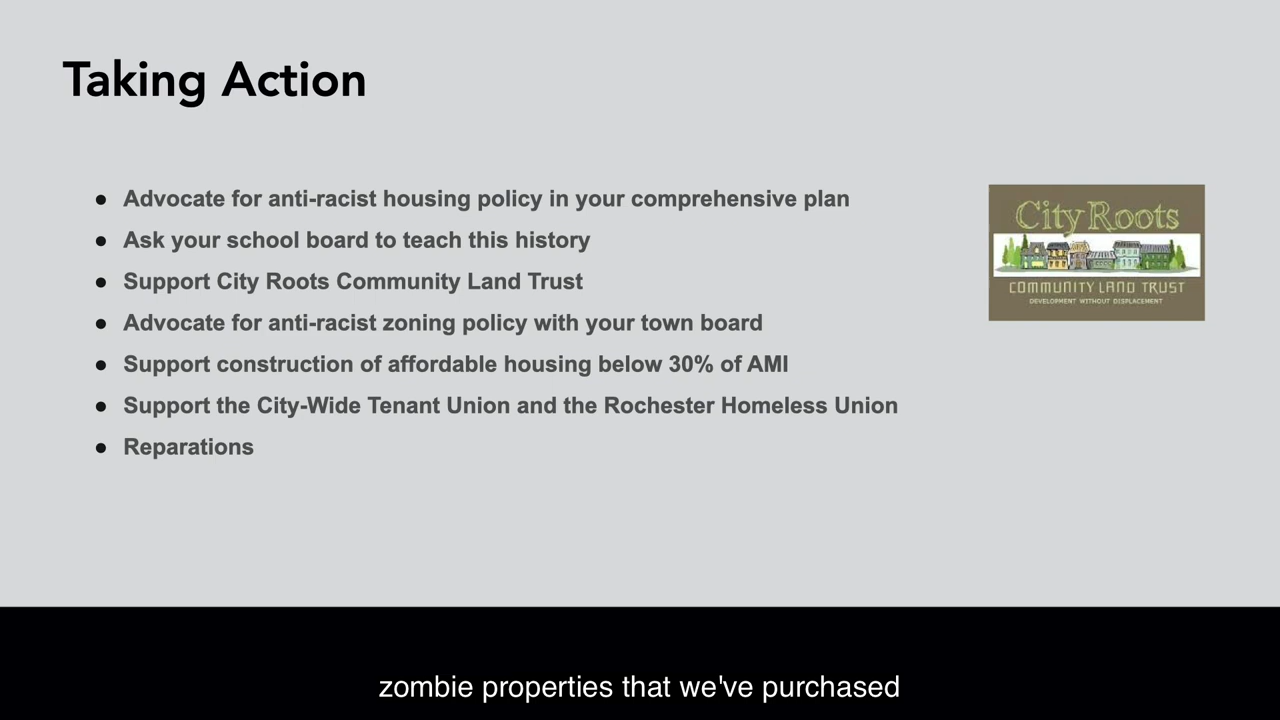 Taking Action
● Advocate for anti-racist housing policy in your comprehensive plan
● Ask your school board to teach this history
● Support City Roots Community Land Trust
● Advocate for anti-racist zoning policy with your town board
● Support construction of affordable housing below 30% of AMI
● Support the City-Wide Tenant Union and the Rochester Homeless Union
● Reparations
City Roots
COMMUNITY LAND TRUST
DEVELOPMENT WITHOUT DISPLACEMENT
zombie properties that we've purchased